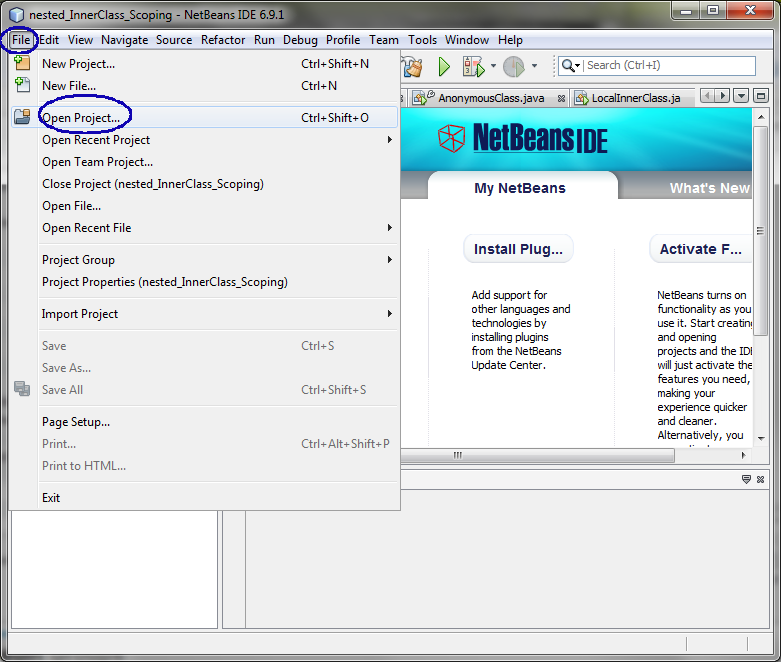 nested_InnerClass_Scoping - NetBeans IDE 6.9.1
File Edit View Navigate Source Refactor Run Debug Profile Team Tools Window Help
Search (Ctrl+I)
New Project... Ctrl+Shift+N
New File... Ctrl+N
Open Project... Ctrl+Shift+O
Open Recent Project
Open Team Project...
Close Project (nested_InnerClass_Scoping)
Open File...
Open Recent File
Project Group
Project Properties (nested_InnerClass_Scoping)
Import Project
Save Ctrl+S
Save As...
Save All Ctrl+Shift+S
Page Setup...
Print... Ctrl+Alt+Shift+P
Print to HTML...
Exit
AnonymousClass.java LocalInnerClass.ja
NetBeans IDE
My NetBeans What's New
Install Plug...
Add support for
other languages and
technologies by
installing plugins
from the NetBeans
Update Center.
Activate F...
NetBeans turns on
functionality as you
use it. Start creating
and opening
projects and the IDE
will just activate the
features you need,
making your
experience quicker
and cleaner.
Alternatively, you